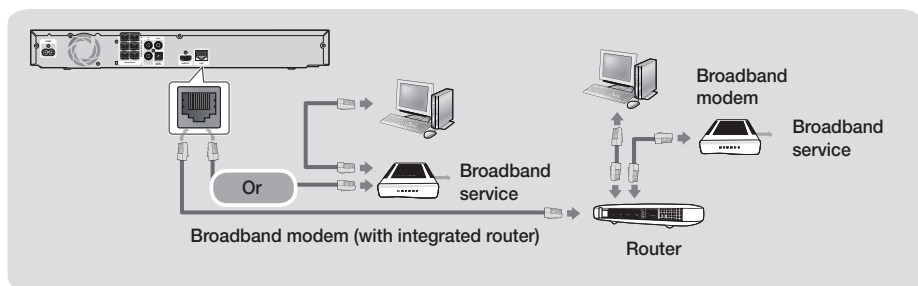 Or
Broadband
service
Broadband modem (with integrated router)
Broadband
modem
Broadband
service
Router